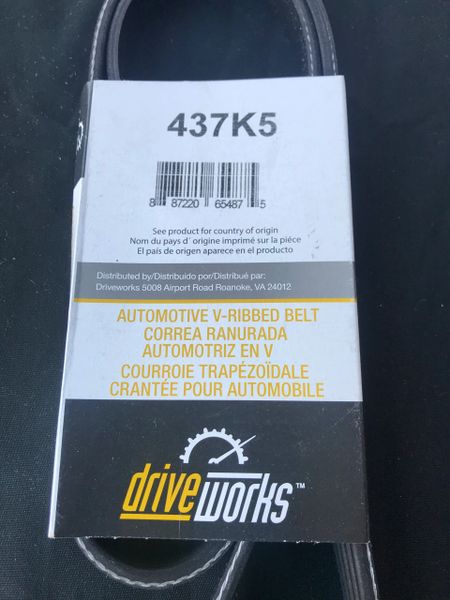 437K5
8 87220 65487 5
See product for country of origin
Nom du pays d' origine imprimé sur la piéce
El país de origen aparece en el producto
Distributed by/Distribuido por/Distribué par:
Driveworks 5008 Airport Road Roanoke, VA 24012
AUTOMOTIVE V-RIBBED BELT
CORREA RANURADA
AUTOMOTRIZ EN V
COURROIE TRAPÉZOÏDALE
CRANTÉE POUR AUTOMOBILE
driveworks™